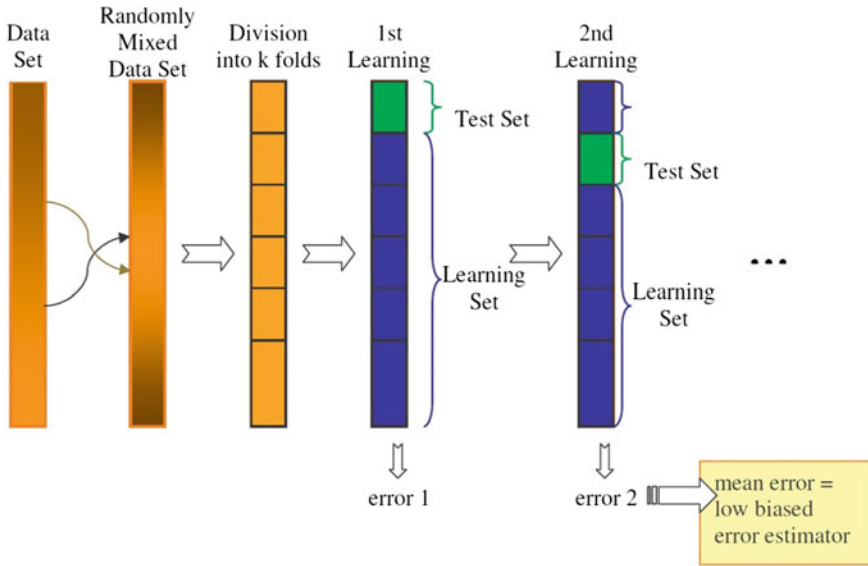 Data
Set
Randomly
Mixed
Data Set
Division
into k folds
1st
Learning
2nd
Learning
Test Set
Test Set
Learning
Set
Learning
Set
...
error 1
error 2
mean error =
low biased
error estimator